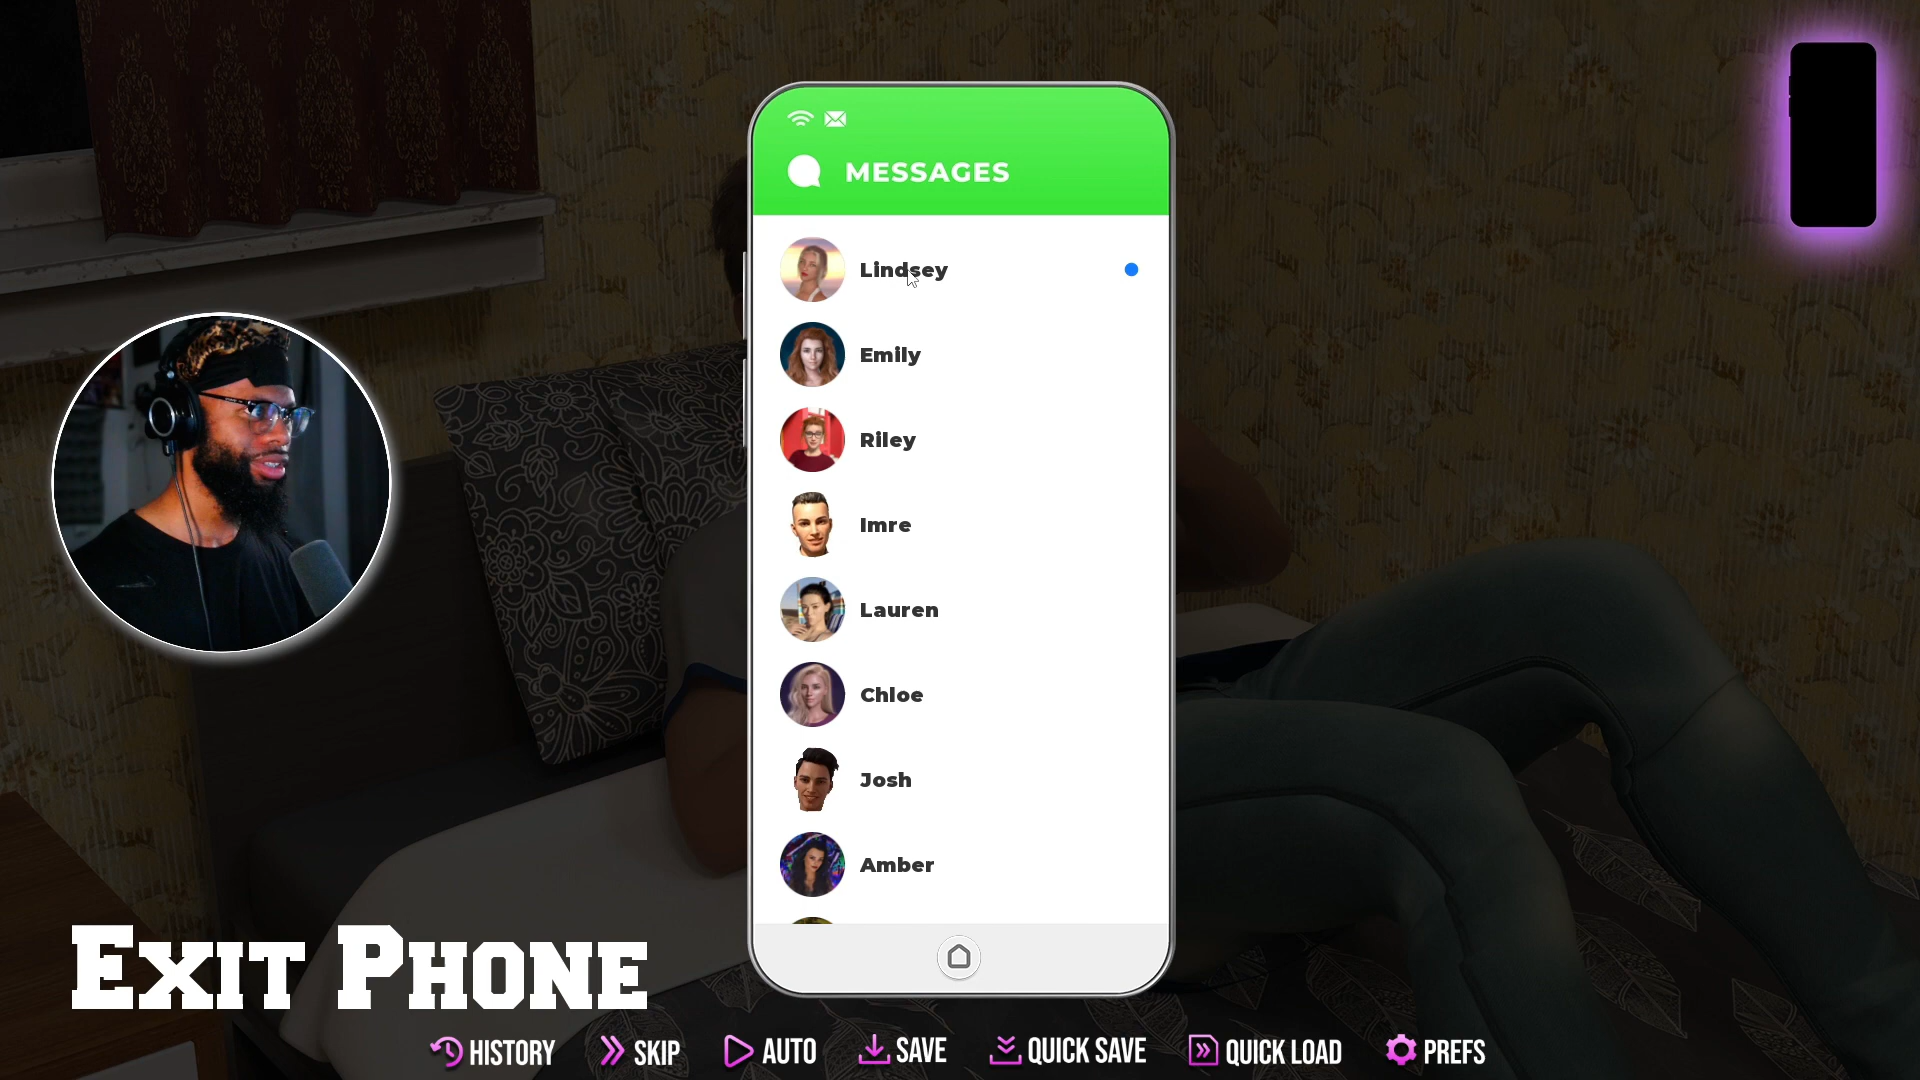 MESSAGES
Lindsey
Emily
Riley
Imre
Lauren
Chloe
Josh
Amber
EXIT PHONE
HISTORY
SKIP
AUTO
SAVE
QUICK SAVE
QUICK LOAD
PREFS